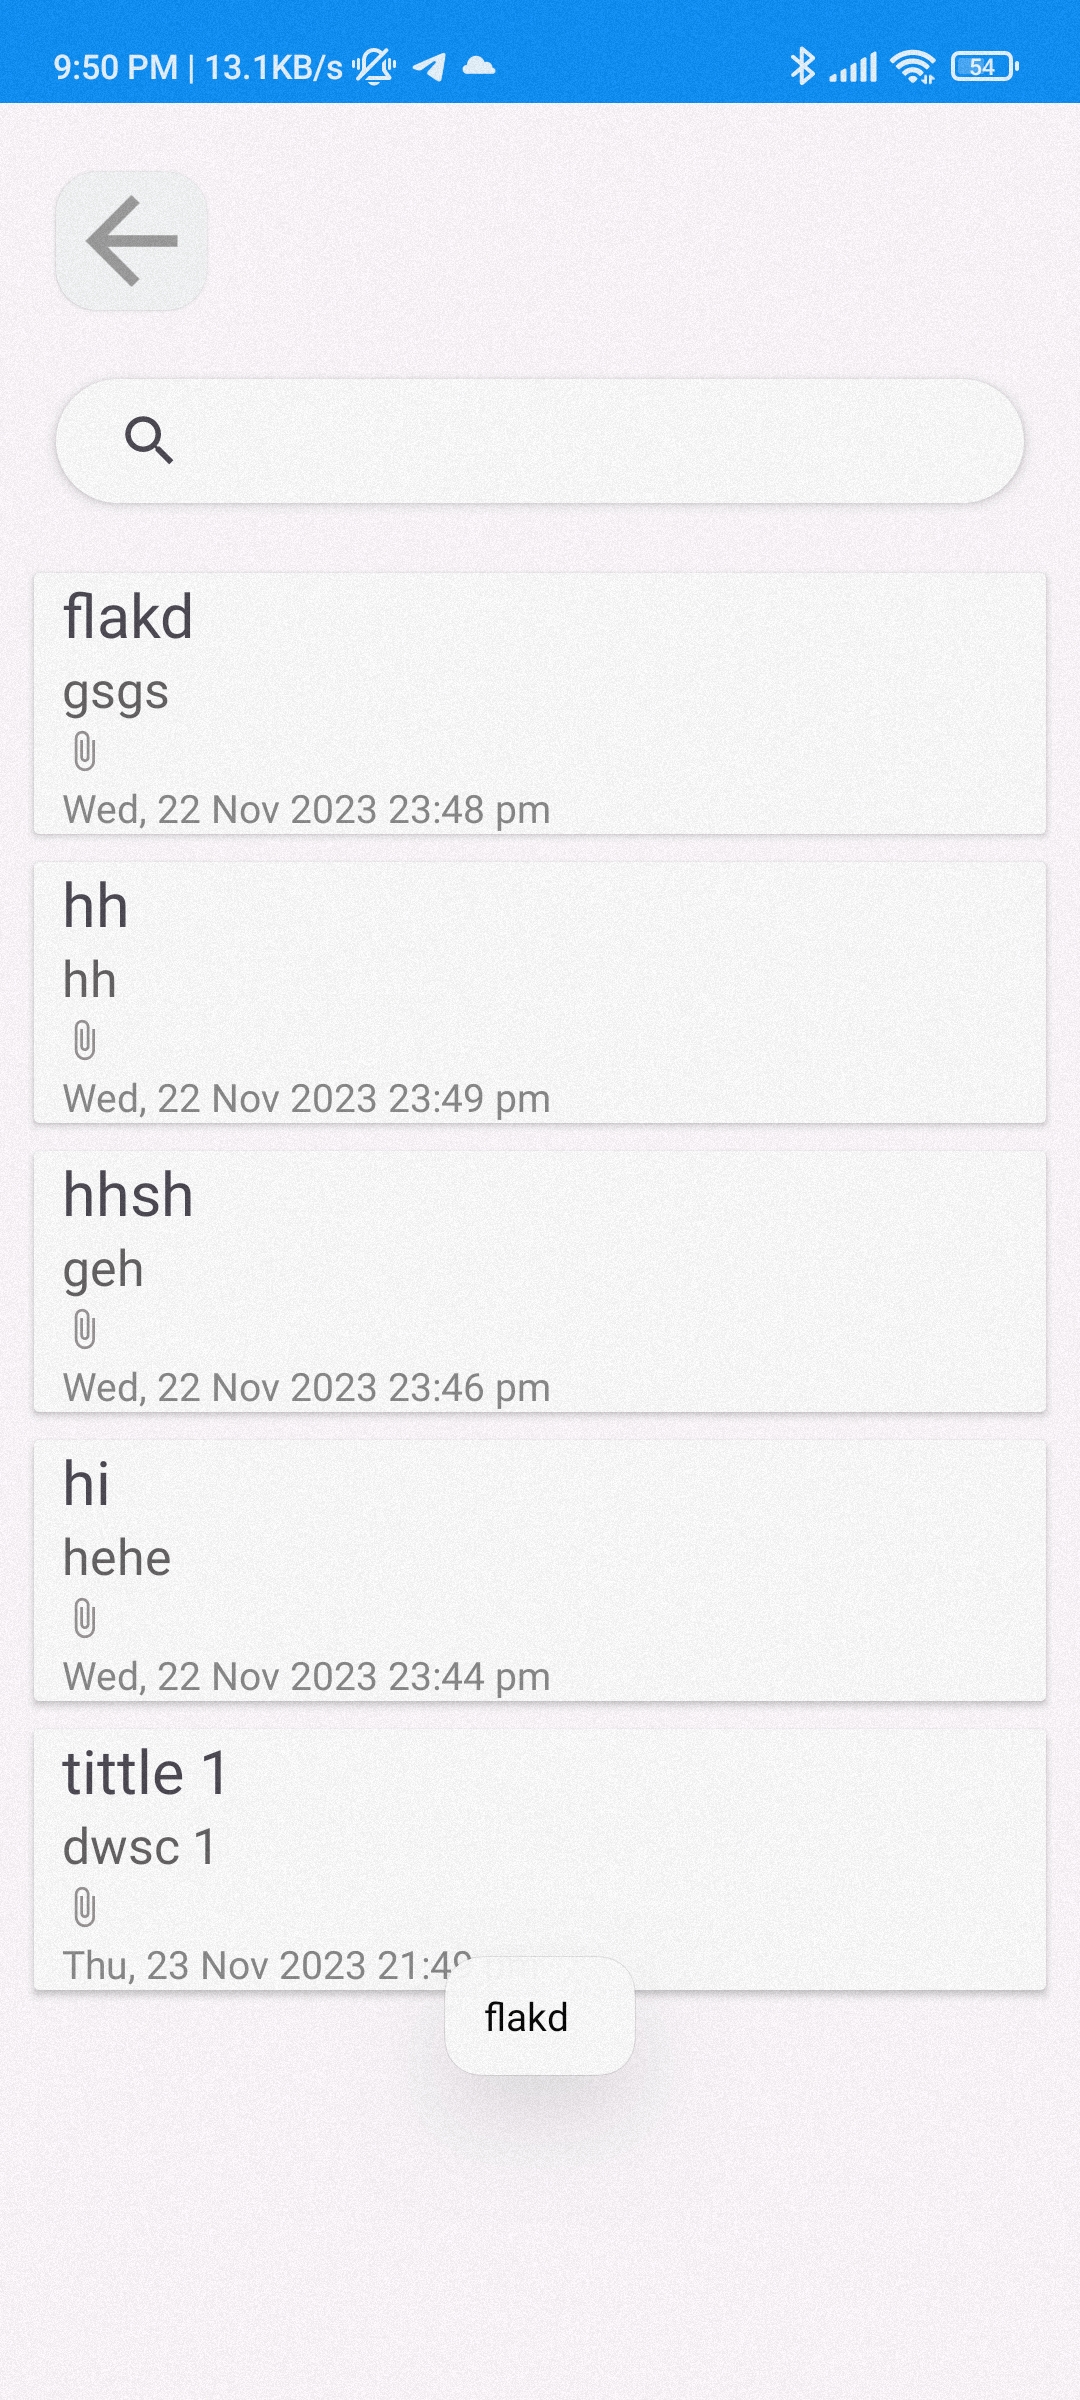 9:50 PM | 13.1KB/s 54
flakd
gsgs
Wed, 22 Nov 2023 23:48 pm
hh
hh
Wed, 22 Nov 2023 23:49 pm
hhsh
geh
Wed, 22 Nov 2023 23:46 pm
hi
hehe
Wed, 22 Nov 2023 23:44 pm
tittle 1
dwsc 1
Thu, 23 Nov 2023 21:49
flakd